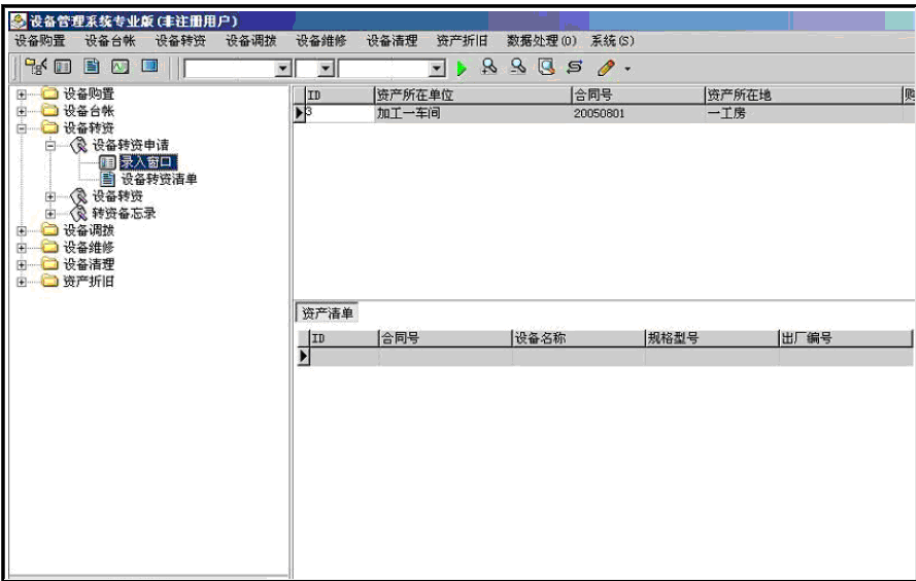 设备管理系统专业版(非注册用户)
设备购置 设备台帐 设备转资 设备调拨 设备维修 设备清理 资产折旧 数据处理(O) 系统(S)
设备购置
设备台帐
设备转资
设备转资申请
录入窗口
设备转资清单
设备转资
转资备忘录
设备调拨
设备维修
设备清理
资产折旧
ID 资产所在单位 合同号 资产所在地 购
3 加工一车间 20050801 一工房
资产清单
ID 合同号 设备名称 规格型号 出厂编号